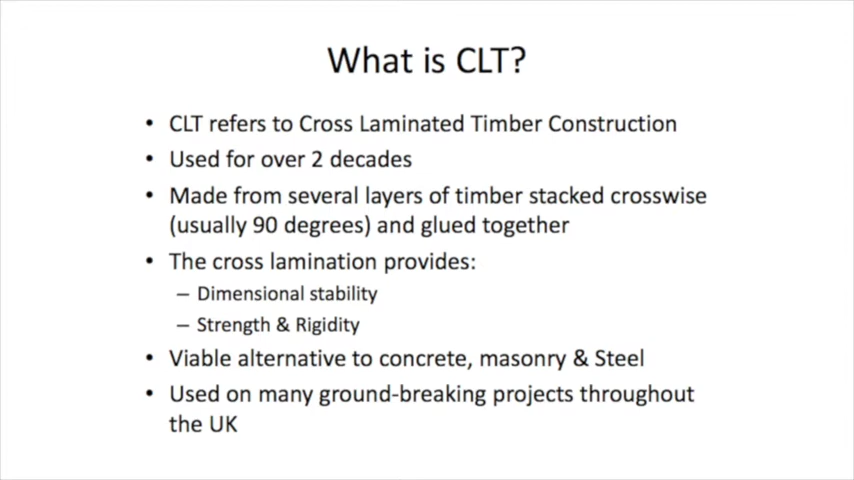 What is CLT?
• CLT refers to Cross Laminated Timber Construction
• Used for over 2 decades
• Made from several layers of timber stacked crosswise
(usually 90 degrees) and glued together
• The cross lamination provides:
– Dimensional stability
– Strength & Rigidity
• Viable alternative to concrete, masonry & Steel
• Used on many ground-breaking projects throughout
the UK